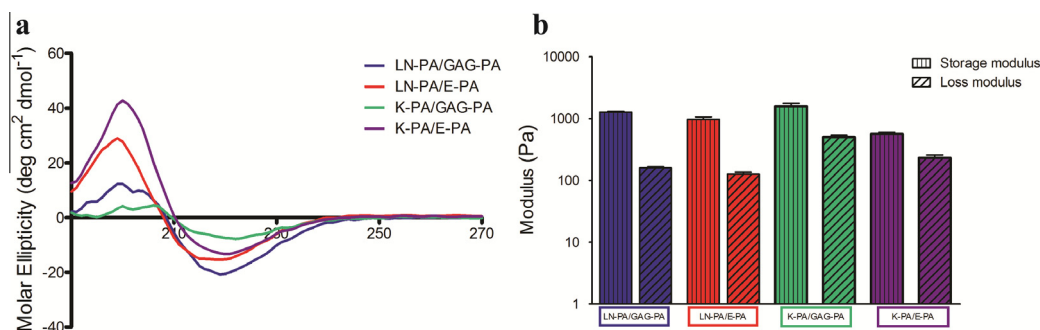 a
60
40
20
0
-20
-40
Molar Ellipticity (deg cm2 dmol-1)
210
230
250
270
LN-PA/GAG-PA
LN-PA/E-PA
K-PA/GAG-PA
K-PA/E-PA
b
10000
1000
100
10
1
Modulus (Pa)
Storage modulus
Loss modulus
LN-PA/GAG-PA
LN-PA/E-PA
K-PA/GAG-PA
K-PA/E-PA